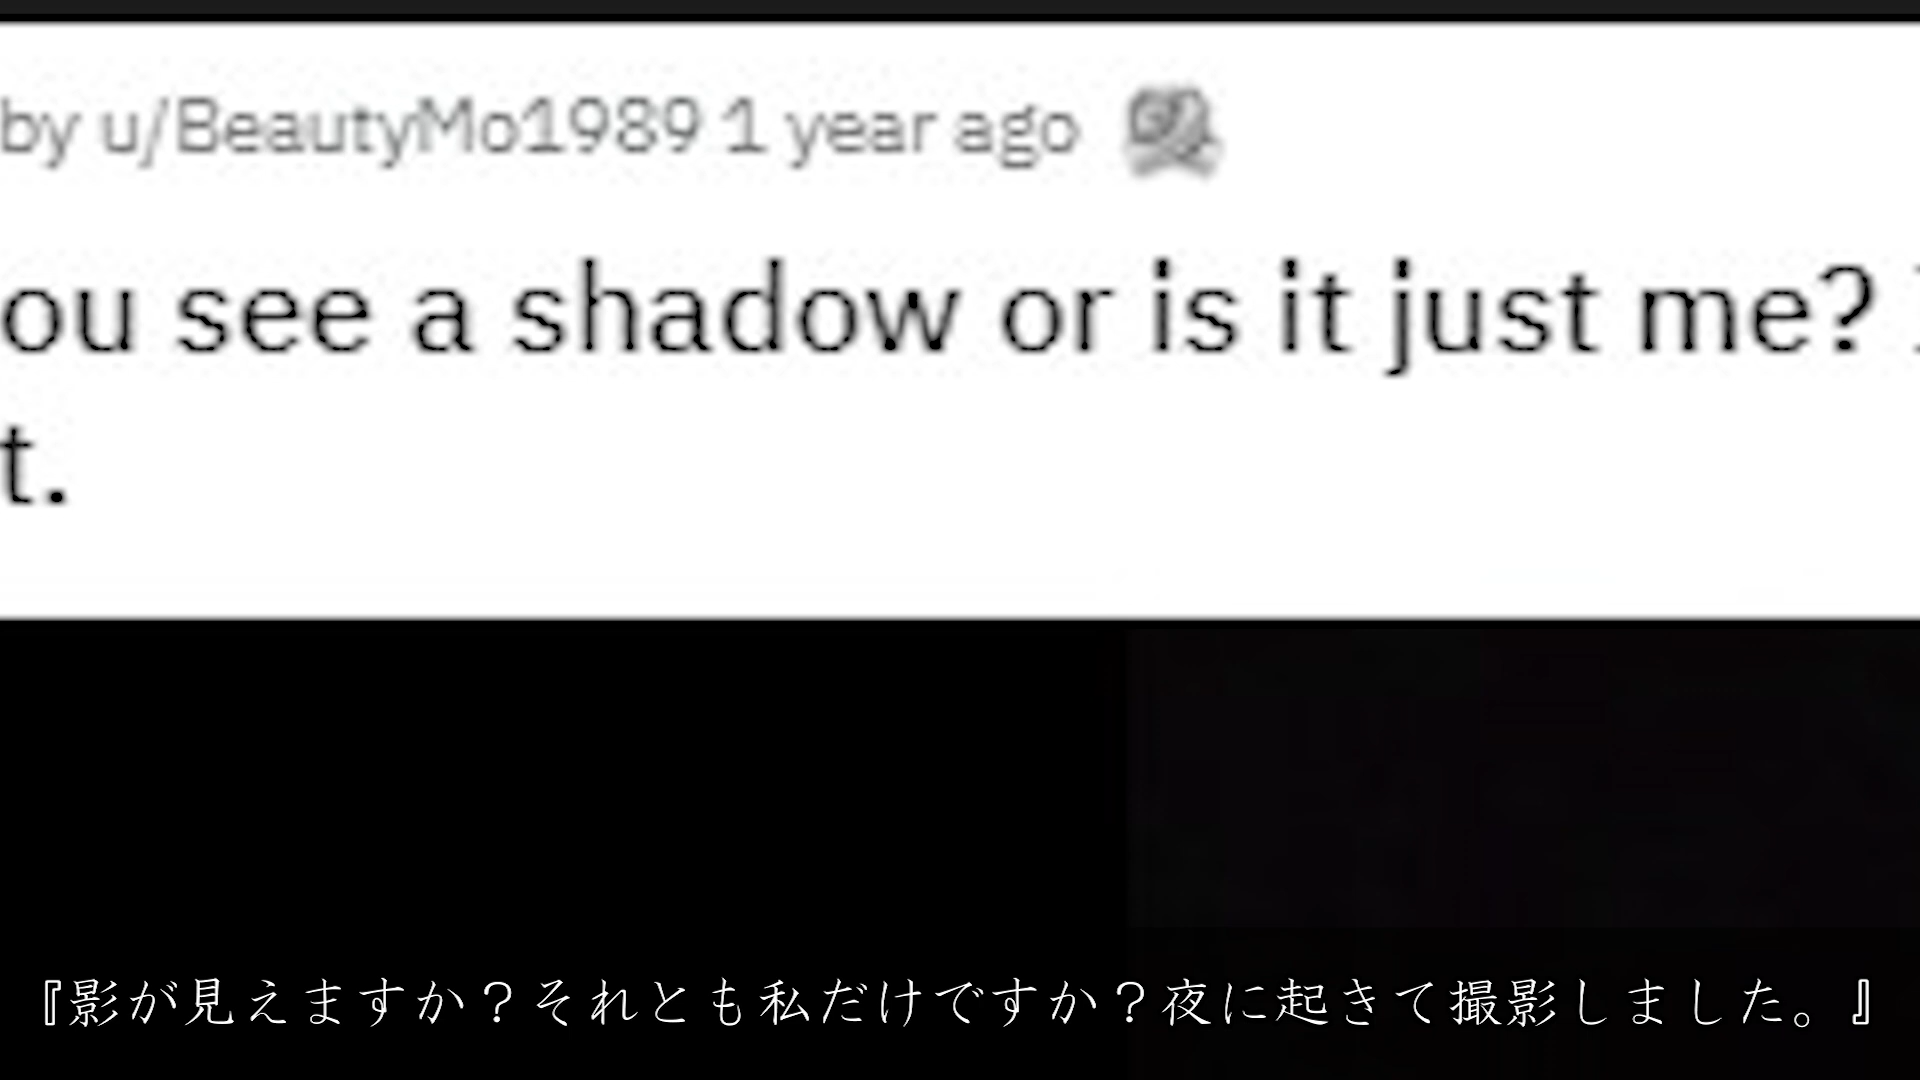 by u/BeautyMo1989 1 year ago
ou see a shadow or is it just me?
t.
『影が見えますか？それとも私だけですか？夜に起きて撮影しました。』